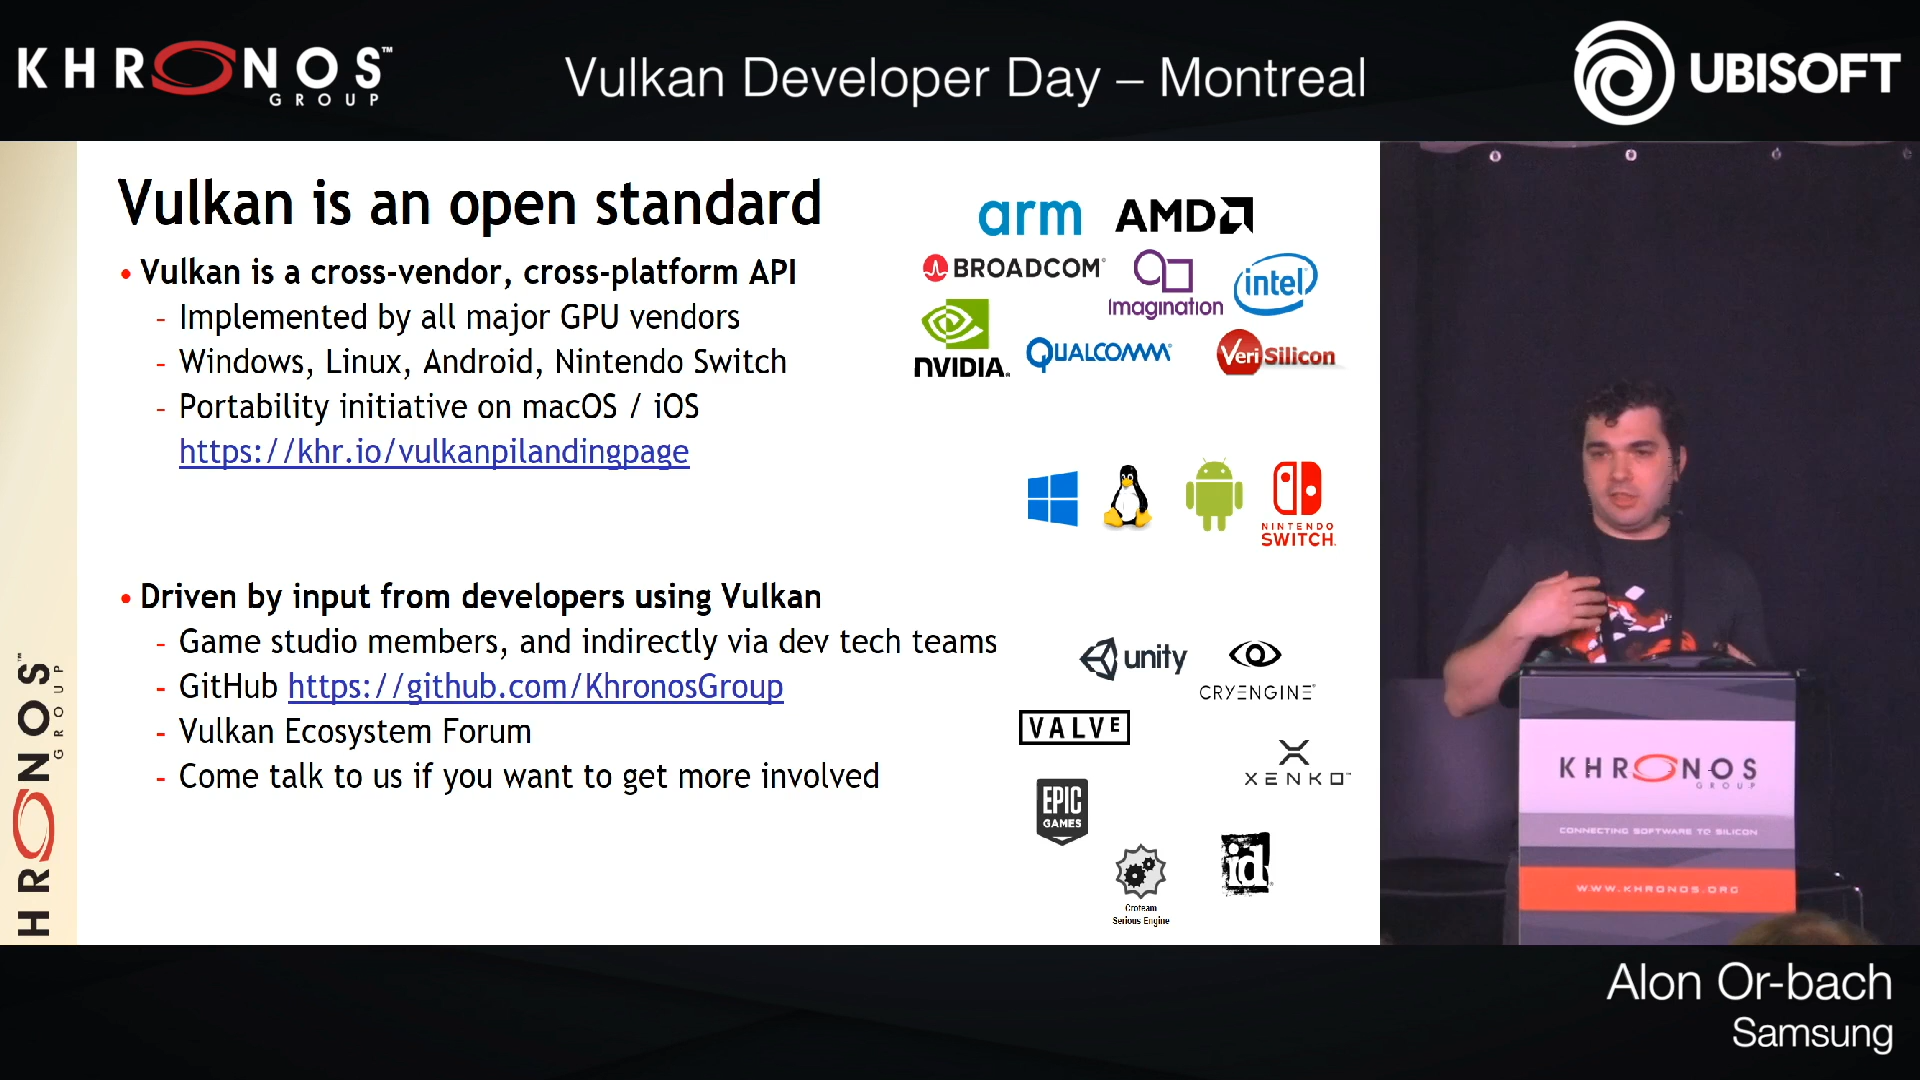 KHRONOS™
GROUP
Vulkan Developer Day – Montreal
UBISOFT
Vulkan is an open standard
• Vulkan is a cross-vendor, cross-platform API
- Implemented by all major GPU vendors
- Windows, Linux, Android, Nintendo Switch
- Portability initiative on macOS / iOS
https://khr.io/vulkanpilandingpage
• Driven by input from developers using Vulkan
- Game studio members, and indirectly via dev tech teams
- GitHub https://github.com/KhronosGroup
- Vulkan Ecosystem Forum
- Come talk to us if you want to get more involved
arm AMD
BROADCOM®
Imagination
intel
NVIDIA.
QUALCOMM®
VeriSilicon
NINTENDO
SWITCH.
unity
CRYENGINE®
VALVE
XENKO™
EPIC
GAMES
Croteam
Serious Engine
id
HRONOS™
GROUP
KHRONOS
GROUP
CONNECTING SOFTWARE TO SILICON
WWW.KHRONOS.ORG
Alon Or-bach
Samsung